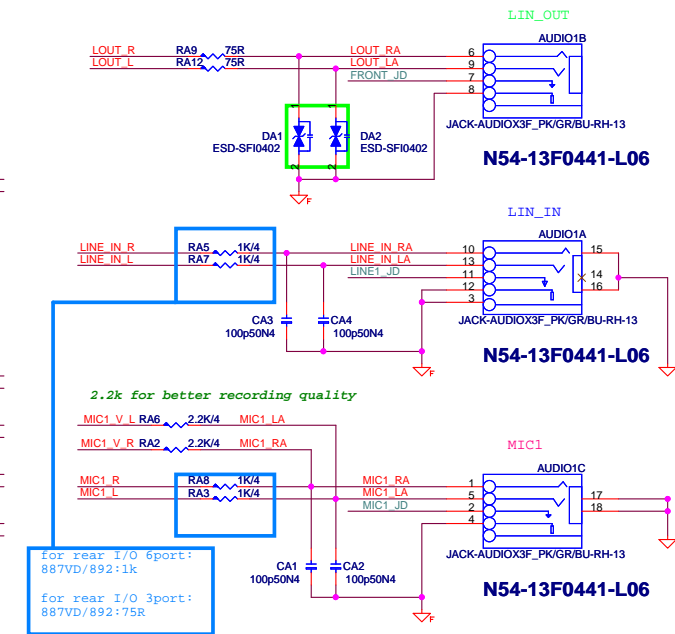 LIN_OUT
AUDIO1B
LOUT_R RA9 75R LOUT_RA 6
LOUT_L RA12 75R LOUT_LA 9
FRONT_JD 7
8
1 1
DA1 DA2
ESD-SFI0402 ESD-SFI0402
2 2
JACK-AUDIOX3F_PK/GR/BU-RH-13
N54-13F0441-L06
F
LIN_IN
AUDIO1A
LINE_IN_R RA5 1K/4 LINE_IN_RA 10 15
LINE_IN_L RA7 1K/4 LINE_IN_LA 13
LINE1_JD 11 14
12 16
3
CA3 CA4
100p50N4 100p50N4
JACK-AUDIOX3F_PK/GR/BU-RH-13
N54-13F0441-L06
F
2.2k for better recording quality
MIC1_V_L RA6 2.2K/4 MIC1_LA
MIC1_V_R RA2 2.2K/4 MIC1_RA
MIC1
AUDIO1C
MIC1_R RA8 1K/4 MIC1_RA 1
MIC1_L RA3 1K/4 MIC1_LA 5 17
MIC1_JD 2 18
4
CA1 CA2
100p50N4 100p50N4
JACK-AUDIOX3F_PK/GR/BU-RH-13
N54-13F0441-L06
F
for rear I/O 6port:
887VD/892:1k
for rear I/O 3port:
887VD/892:75R